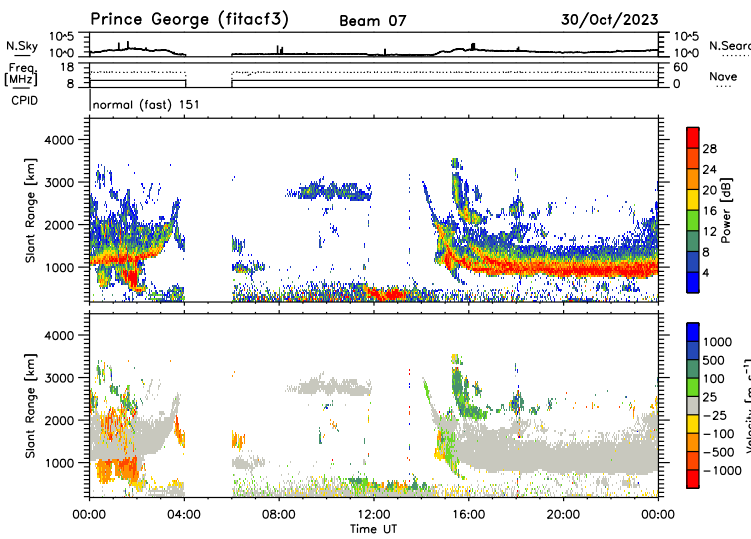 Prince George (fitacf3) Beam 07 30/Oct/2023
N.Sky 10^5 10^0 10^5 10^0 N.Sear
Freq [MHz] 18 8 60 0 Nave
CPID normal (fast) 151
Slant Range [km] 4000 3000 2000 1000
Power [dB] 28 24 20 16 12 8 4
Slant Range [km] 4000 3000 2000 1000
Velocity [m s⁻¹] 1000 500 100 25 -25 -100 -500 -1000
00:00 04:00 08:00 12:00 16:00 20:00 00:00
Time UT